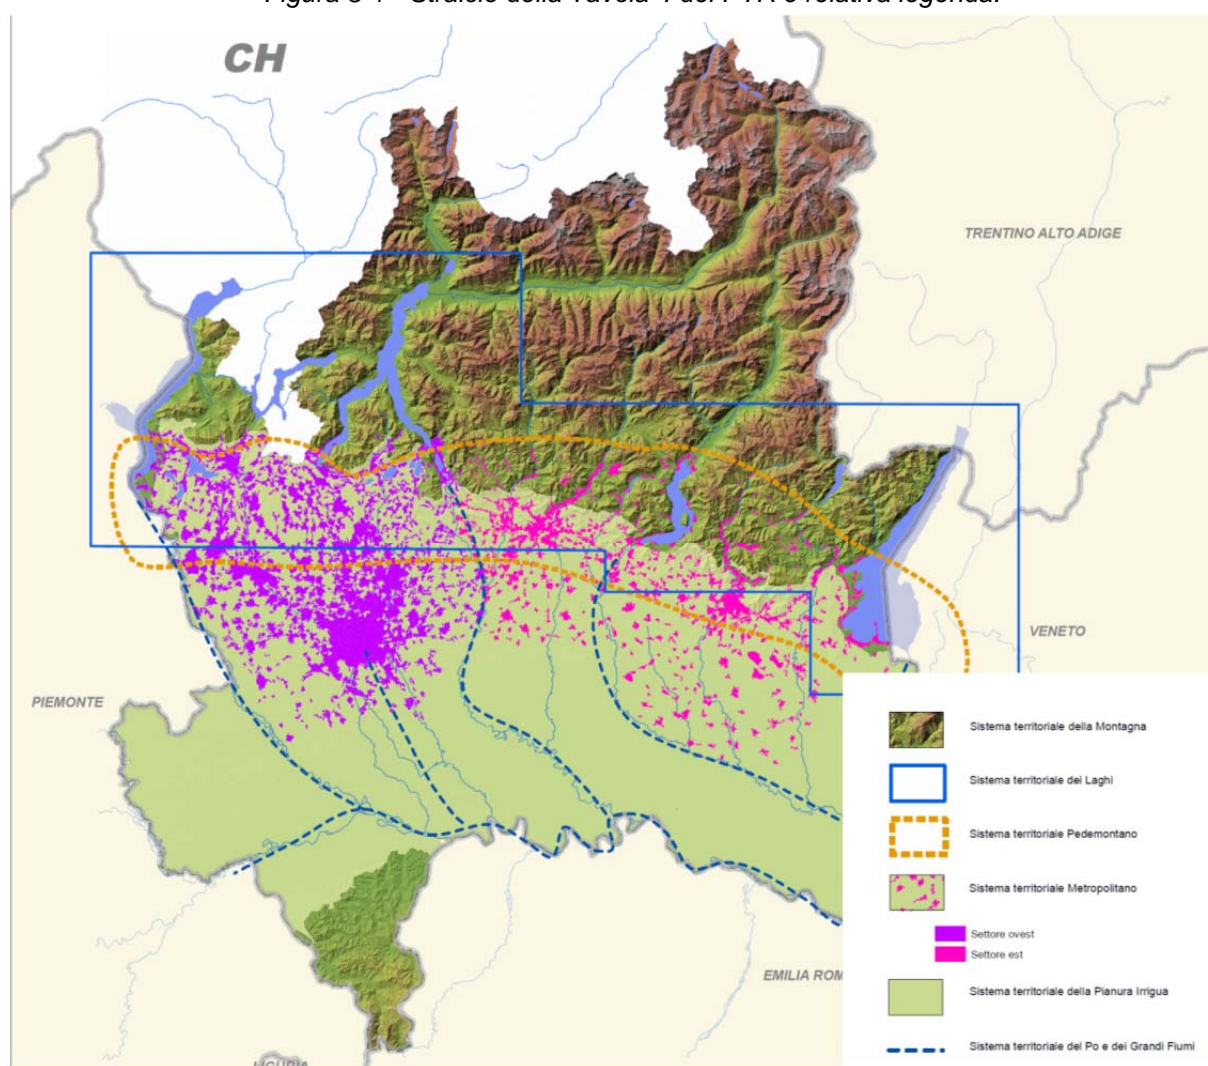 CH
TRENTINO ALTO ADIGE
VENETO
PIEMONTE
Sistema territoriale della Montagna
Sistema territoriale dei Laghi
Sistema territoriale Pedemontano
Sistema territoriale Metropolitano
Settore ovest
Settore est
EMILIA ROM
Sistema territoriale della Pianura Irrigua
Sistema territoriale del Po e dei Grandi Fiumi
LIGURIA